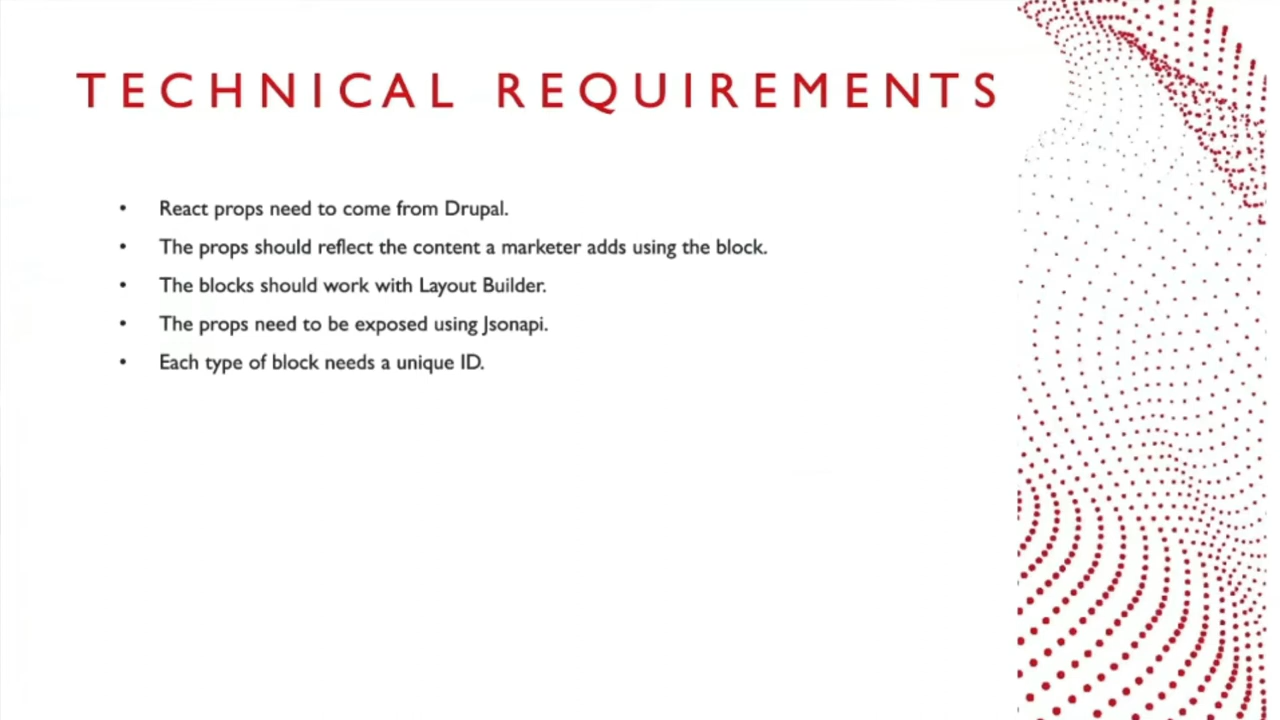 TECHNICAL REQUIREMENTS
• React props need to come from Drupal.
• The props should reflect the content a marketer adds using the block.
• The blocks should work with Layout Builder.
• The props need to be exposed using Jsonapi.
• Each type of block needs a unique ID.